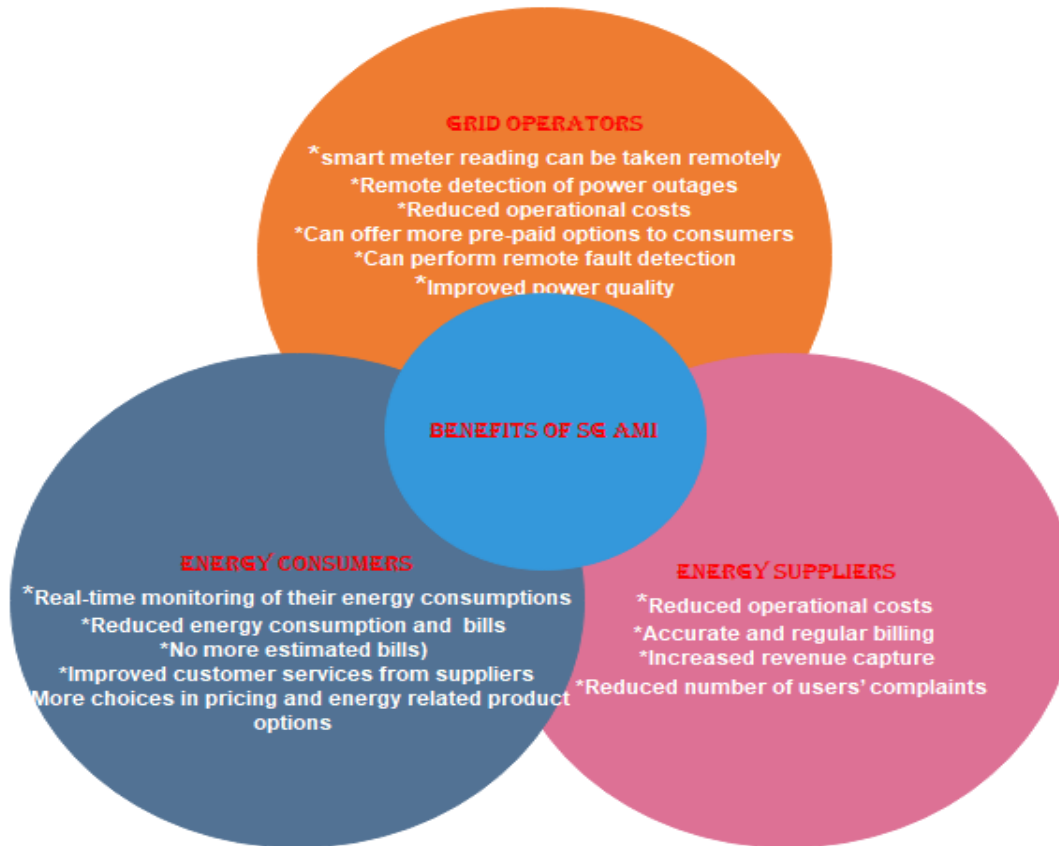 GRID OPERATORS
*smart meter reading can be taken remotely
*Remote detection of power outages
*Reduced operational costs
*Can offer more pre-paid options to consumers
*Can perform remote fault detection
*Improved power quality
BENEFITS OF SG AMI
ENERGY CONSUMERS
*Real-time monitoring of their energy consumptions
*Reduced energy consumption and bills
*No more estimated bills)
*Improved customer services from suppliers
More choices in pricing and energy related product
options
ENERGY SUPPLIERS
*Reduced operational costs
*Accurate and regular billing
*Increased revenue capture
*Reduced number of users’ complaints